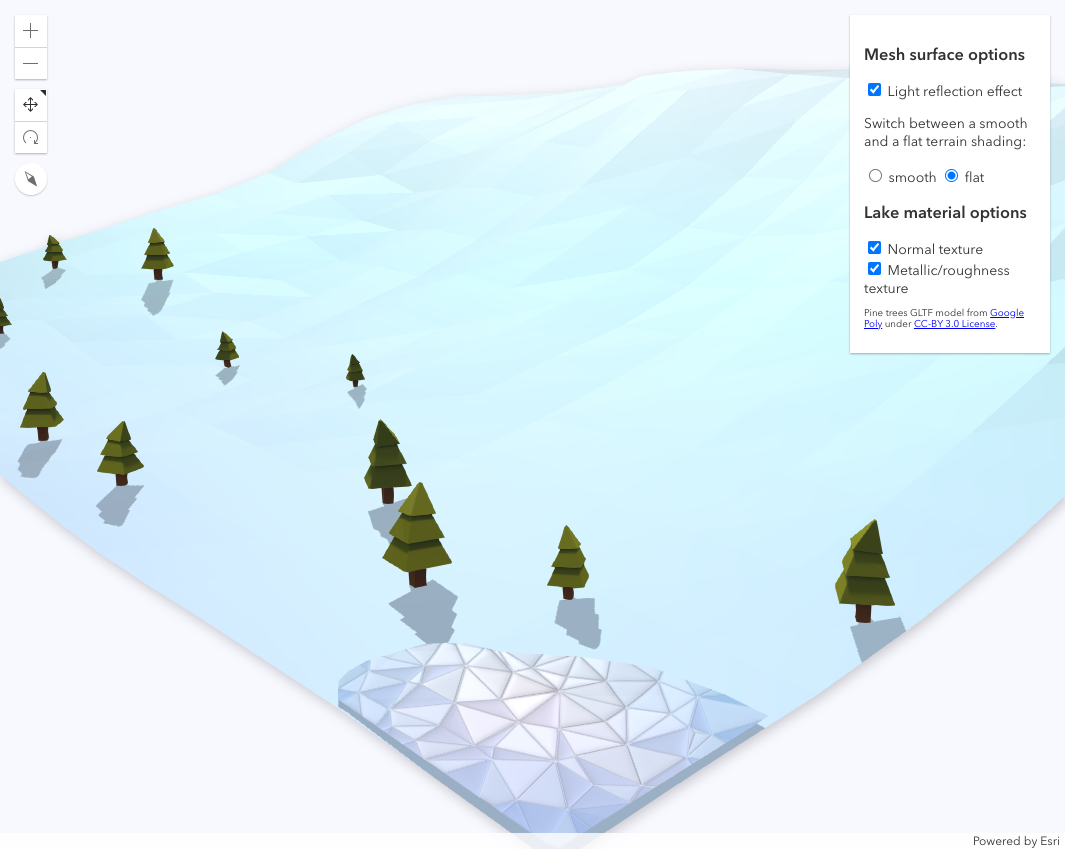 Mesh surface options
Light reflection effect
Switch between a smooth
and a flat terrain shading:
smooth flat
Lake material options
Normal texture
Metallic/roughness
texture
Pine trees GLTF model from Google
Poly under CC-BY 3.0 License.
Powered by Esri